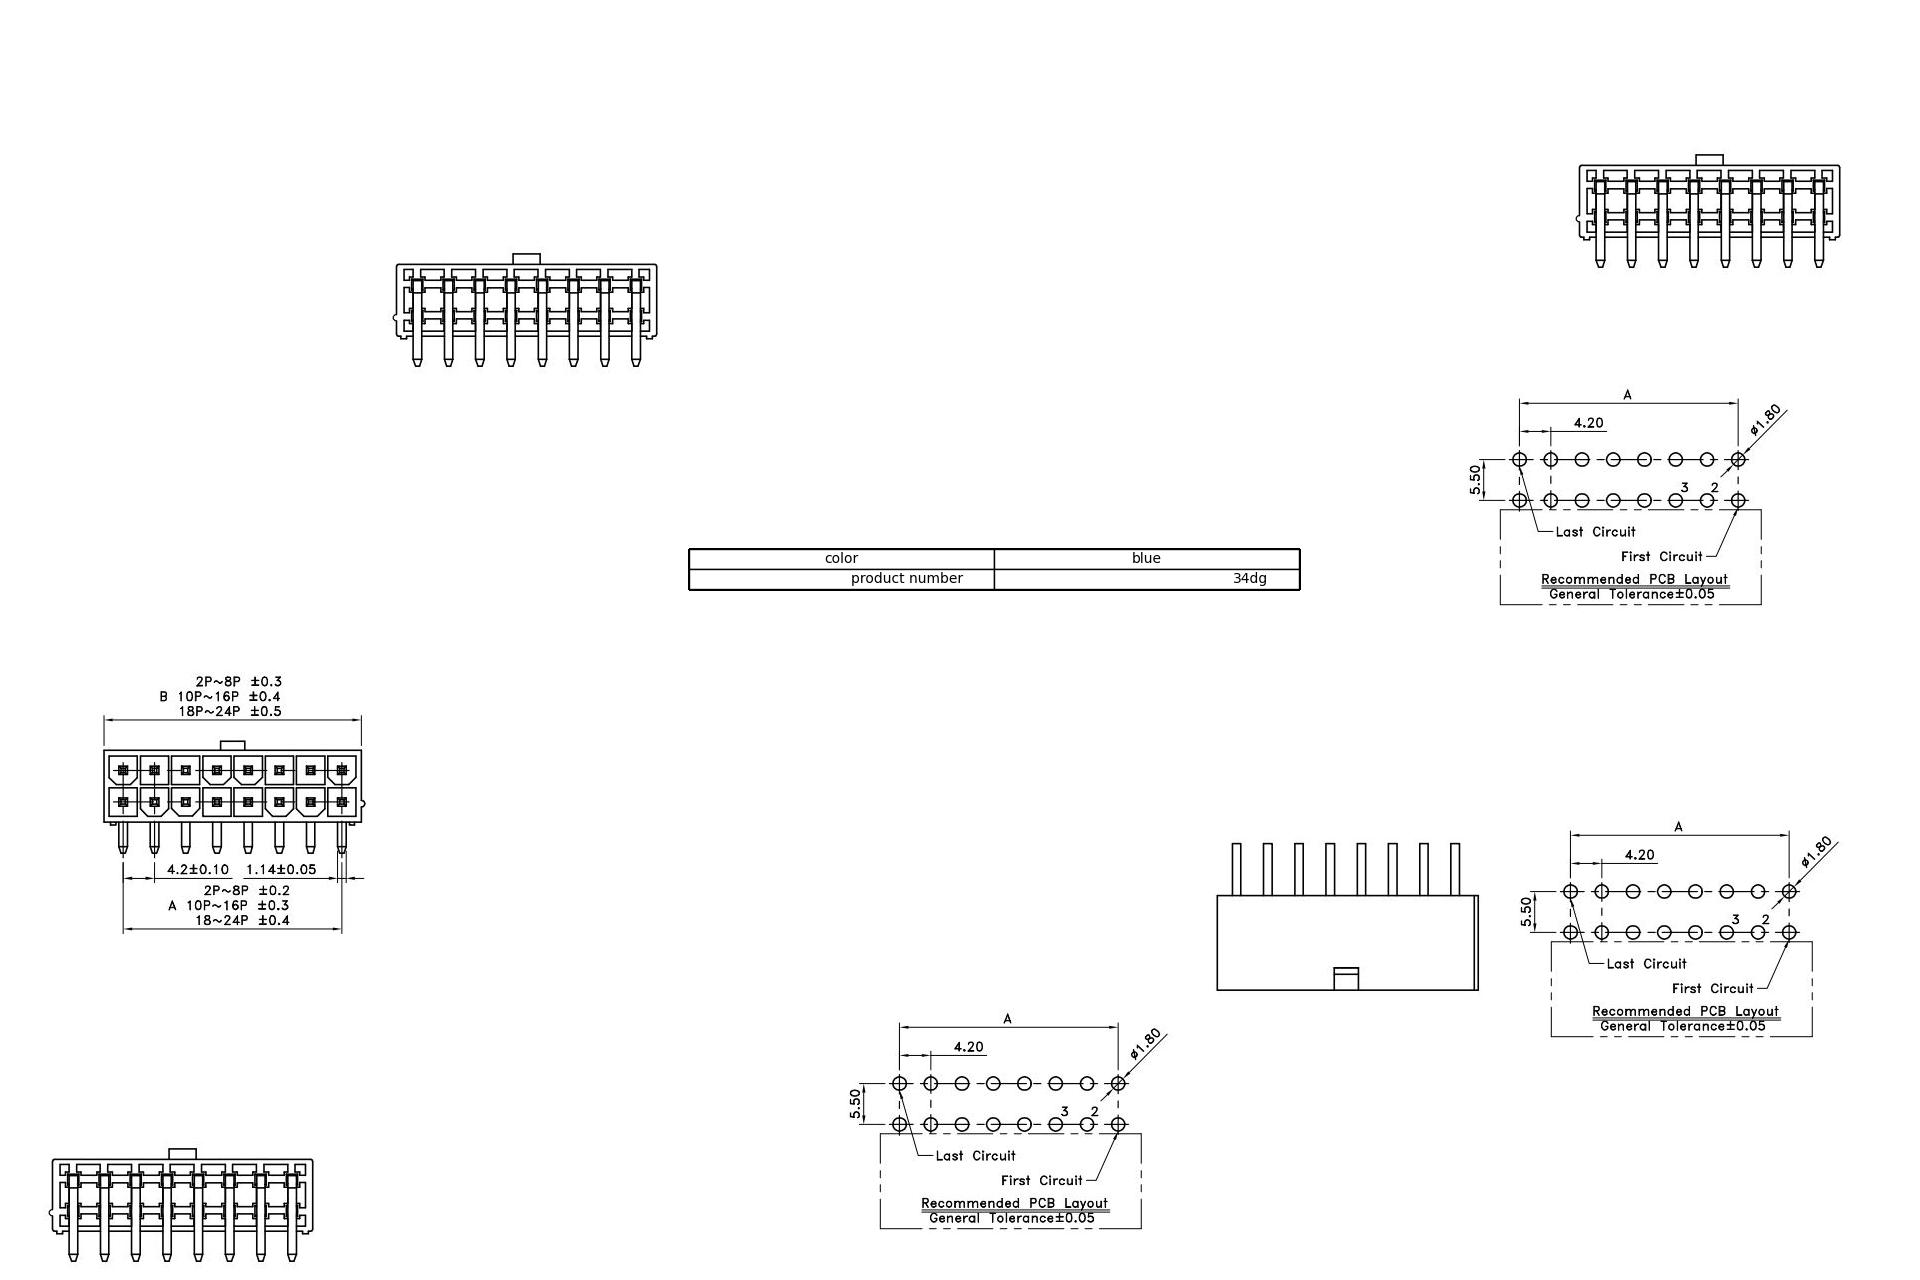 A
4.20
ø1.80
5.50
3 2
Last Circuit
First Circuit
Recommended PCB Layout
General Tolerance±0.05
color blue
product number 34dg
2P~8P ±0.3
B 10P~16P ±0.4
18P~24P ±0.5
4.2±0.10 1.14±0.05
2P~8P ±0.2
A 10P~16P ±0.3
18~24P ±0.4
A
4.20
ø1.80
5.50
3 2
Last Circuit
First Circuit
Recommended PCB Layout
General Tolerance±0.05
A
4.20
ø1.80
5.50
3 2
Last Circuit
First Circuit
Recommended PCB Layout
General Tolerance±0.05